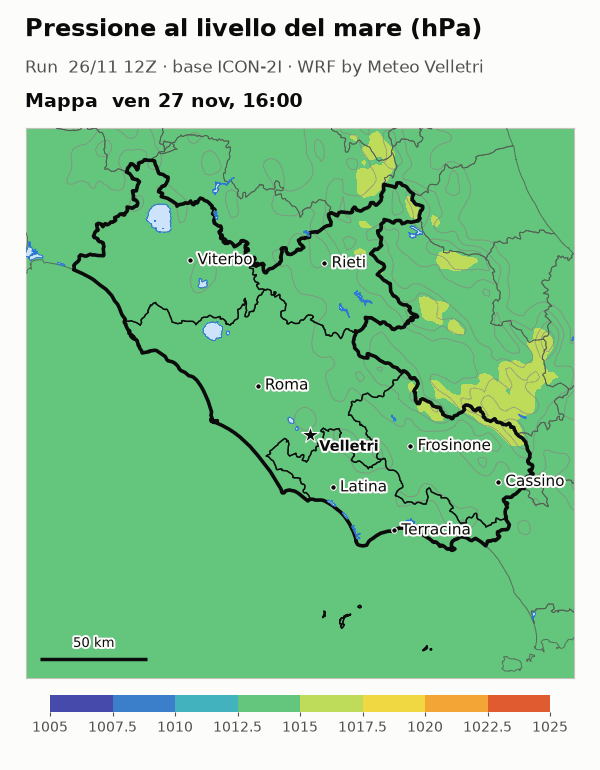 Pressione al livello del mare (hPa)
Run 26/11 12Z · base ICON-2I · WRF by Meteo Velletri
Mappa ven 27 nov, 16:00
Viterbo
Rieti
Roma
Velletri
Frosinone
Latina
Cassino
Terracina
50 km
1005 1007.5 1010 1012.5 1015 1017.5 1020 1022.5 1025